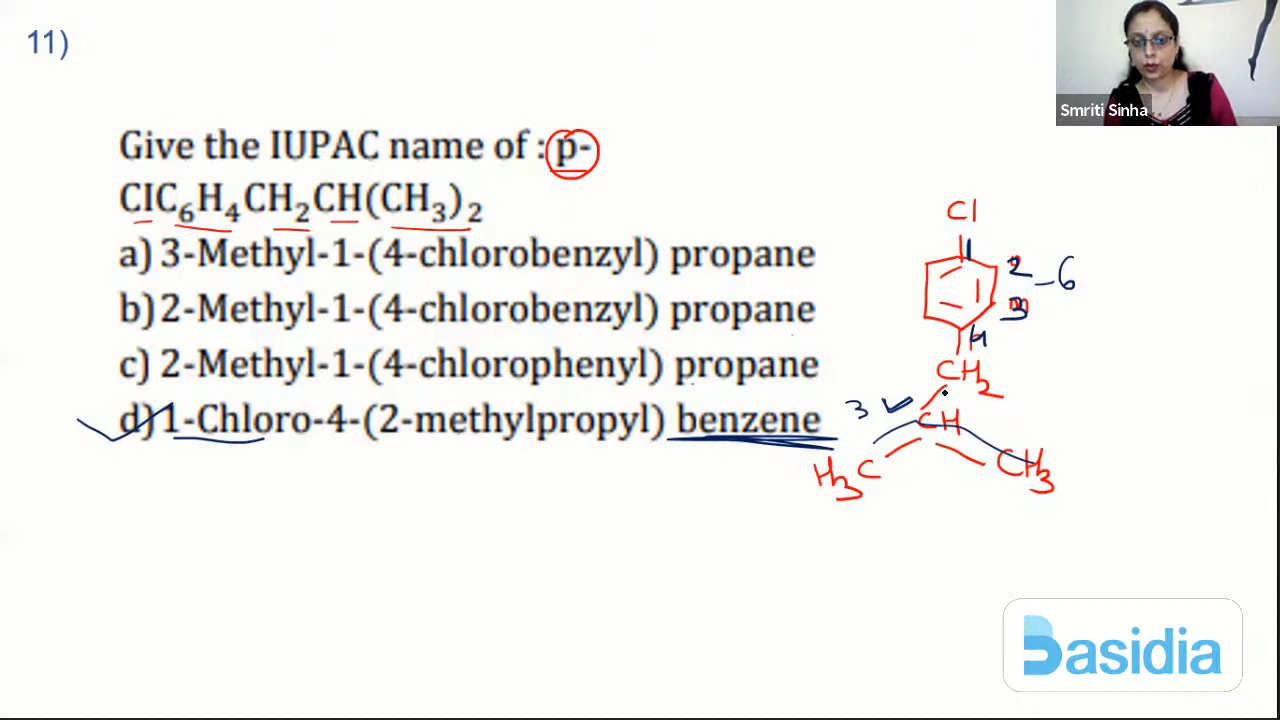 11)
Smriti Sinha
Give the IUPAC name of : p-
ClC₆H₄CH₂CH(CH₃)₂
a) 3-Methyl-1-(4-chlorobenzyl) propane
b) 2-Methyl-1-(4-chlorobenzyl) propane
c) 2-Methyl-1-(4-chlorophenyl) propane
d) 1-Chloro-4-(2-methylpropyl) benzene
Cl
1
2 - 6
3
4
CH₂
3
CH
H₃C
CH₃
Basidia